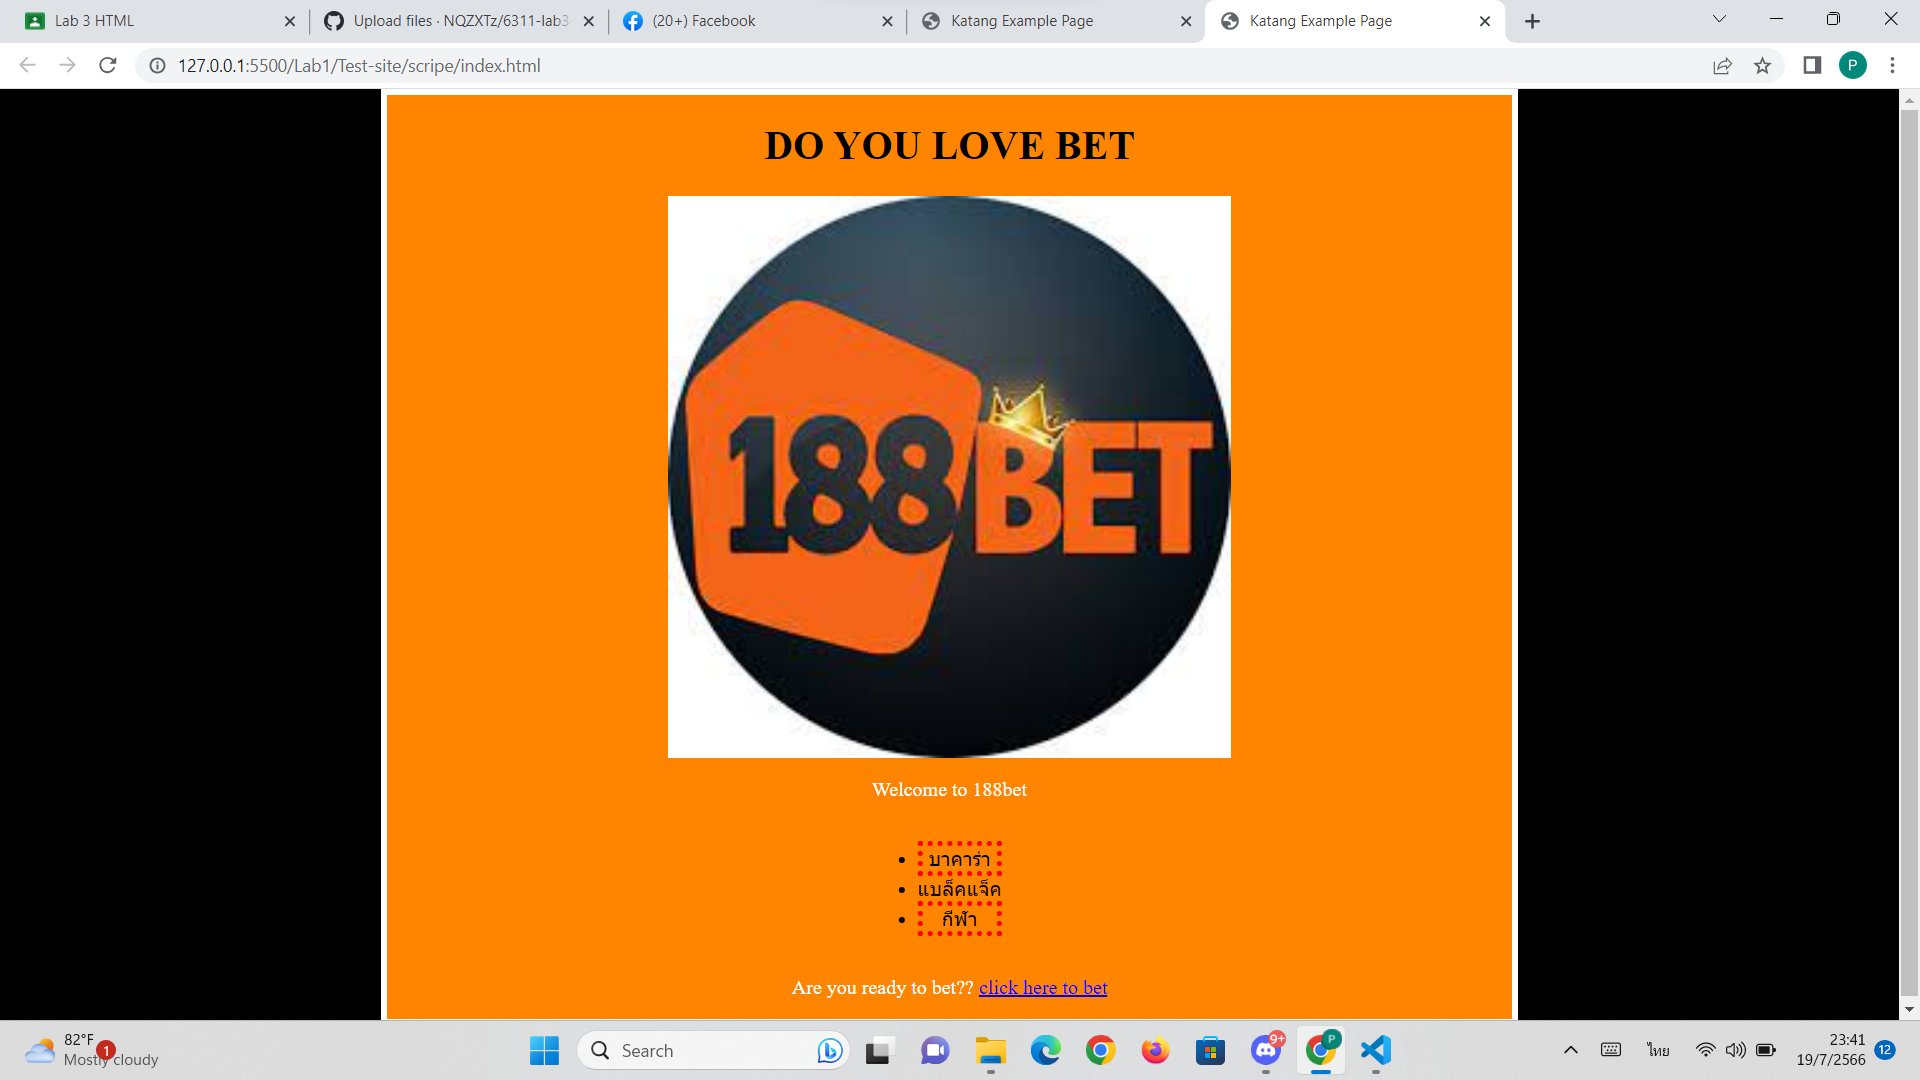 Lab 3 HTML
Upload files · NQZXTz/6311-lab3
(20+) Facebook
Katang Example Page
Katang Example Page
127.0.0.1:5500/Lab1/Test-site/scripe/index.html
P
DO YOU LOVE BET
188BET
Welcome to 188bet
บาคาร่า
แบล็คแจ็ค
กีฬา
Are you ready to bet?? click here to bet
82°F
Mostly cloudy
1
Search
9+
P
ไทย
23:41
19/7/2566
12